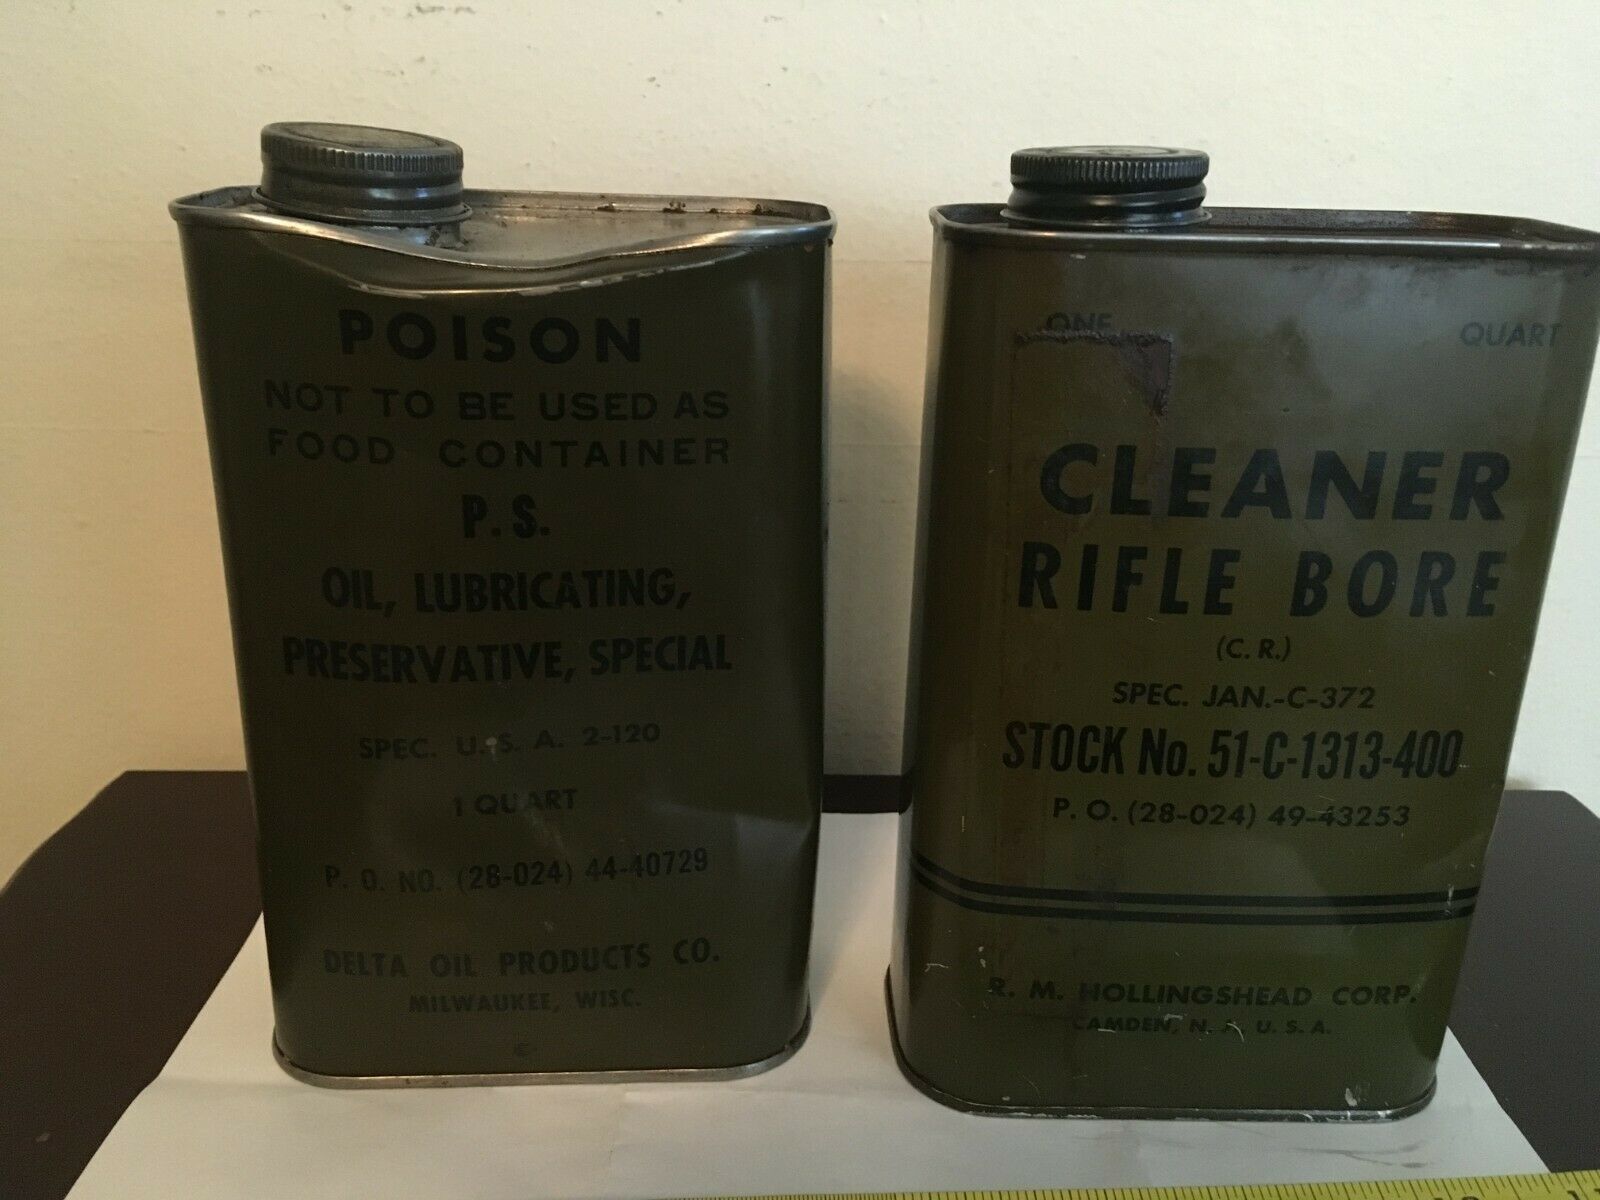 POISON
NOT TO BE USED AS
FOOD CONTAINER
P.S.
OIL, LUBRICATING,
PRESERVATIVE, SPECIAL
SPEC. U.S.A. 2-120
1 QUART
P. O. NO. (28-024) 44-40729
DELTA OIL PRODUCTS CO.
MILWAUKEE, WISC.
ONE QUART
CLEANER
RIFLE BORE
(C. R.)
SPEC. JAN.-C-372
STOCK No. 51-C-1313-400
P. O. (28-024) 49-43253
R. M. HOLLINGSHEAD CORP.
CAMDEN, N. J., U. S. A.